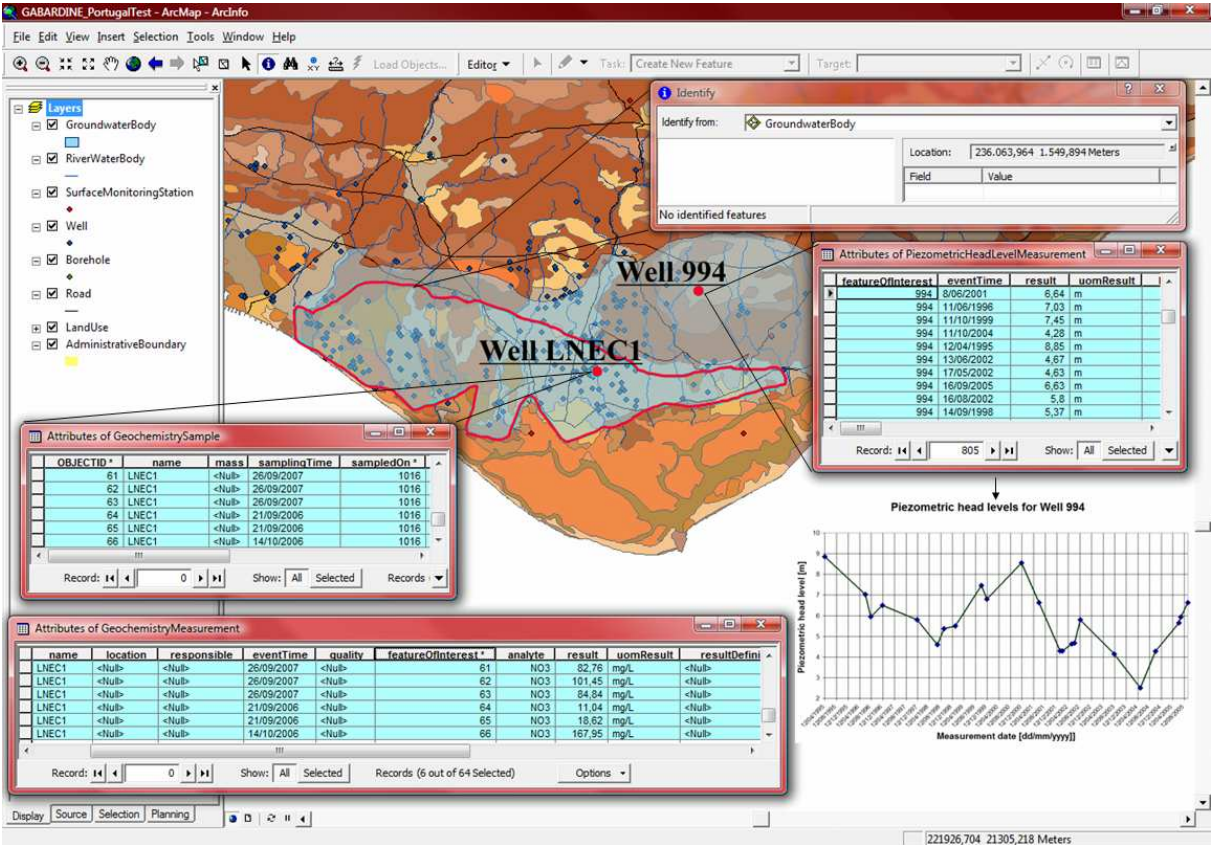 GABARDINE_PortugalTest - ArcMap - ArcInfo
File Edit View Insert Selection Tools Window Help
Load Objects... Editor Task: Create New Feature Target:
Layers
GroundwaterBody
RiverWaterBody
SurfaceMonitoringStation
Well
Borehole
Road
LandUse
AdministrativeBoundary
Identify
Identify from: GroundwaterBody
Location: 236.063,964 1.549,894 Meters
Field Value
No identified features
Well 994
Well LNEC1
Attributes of PiezometricHeadLevelMeasurement
featureOfInterest eventTime result uomResult
994 8/06/2001 6,64 m
994 11/06/1996 7,03 m
994 11/10/1999 7,45 m
994 11/10/2004 4,28 m
994 12/04/1995 8,85 m
994 13/06/2002 4,67 m
994 17/05/2002 4,63 m
994 16/09/2005 6,63 m
994 16/08/2002 5,8 m
994 14/09/1998 5,37 m
Record: 805 Show: All Selected
Attributes of GeochemistrySample
OBJECTID * name mass samplingTime sampledOn *
61 LNEC1 <Null> 26/09/2007 1016
62 LNEC1 <Null> 26/09/2007 1016
63 LNEC1 <Null> 26/09/2007 1016
64 LNEC1 <Null> 21/09/2006 1016
65 LNEC1 <Null> 21/09/2006 1016
66 LNEC1 <Null> 14/10/2006 1016
Record: 0 Show: All Selected Records
Piezometric head levels for Well 994
Piezometric head level [m]
10
9
8
7
6
5
4
3
2
Measurement date [dd/mm/yyyy]]
Attributes of GeochemistryMeasurement
name location responsible eventTime quality featureOfInterest * analyte result uomResult resultDefini
LNEC1 <Null> <Null> 26/09/2007 <Null> 61 NO3 82,76 mg/L <Null>
LNEC1 <Null> <Null> 26/09/2007 <Null> 62 NO3 101,45 mg/L <Null>
LNEC1 <Null> <Null> 26/09/2007 <Null> 63 NO3 84,84 mg/L <Null>
LNEC1 <Null> <Null> 21/09/2006 <Null> 64 NO3 11,04 mg/L <Null>
LNEC1 <Null> <Null> 21/09/2006 <Null> 65 NO3 18,62 mg/L <Null>
LNEC1 <Null> <Null> 14/10/2006 <Null> 66 NO3 167,95 mg/L <Null>
Record: 0 Show: All Selected Records (6 out of 64 Selected) Options
Display Source Selection Planning
221926,704 21305,218 Meters